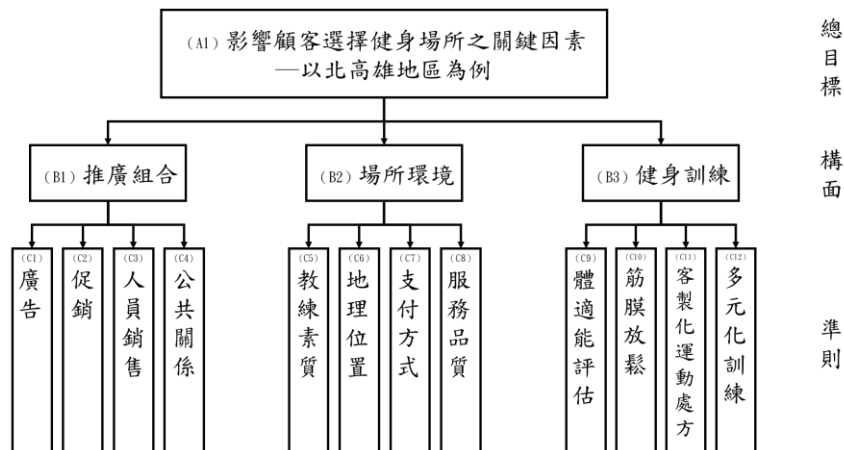 (A1) 影響顧客選擇健身場所之關鍵因素
—以北高雄地區為例
總目標
(B1) 推廣組合
(B2) 場所環境
(B3) 健身訓練
構面
(C1) 廣告
(C2) 促銷
(C3) 人員銷售
(C4) 公共關係
(C5) 教練素質
(C6) 地理位置
(C7) 支付方式
(C8) 服務品質
(C9) 體適能評估
(C10) 筋膜放鬆
(C11) 客製化運動處方
(C12) 多元化訓練
準則